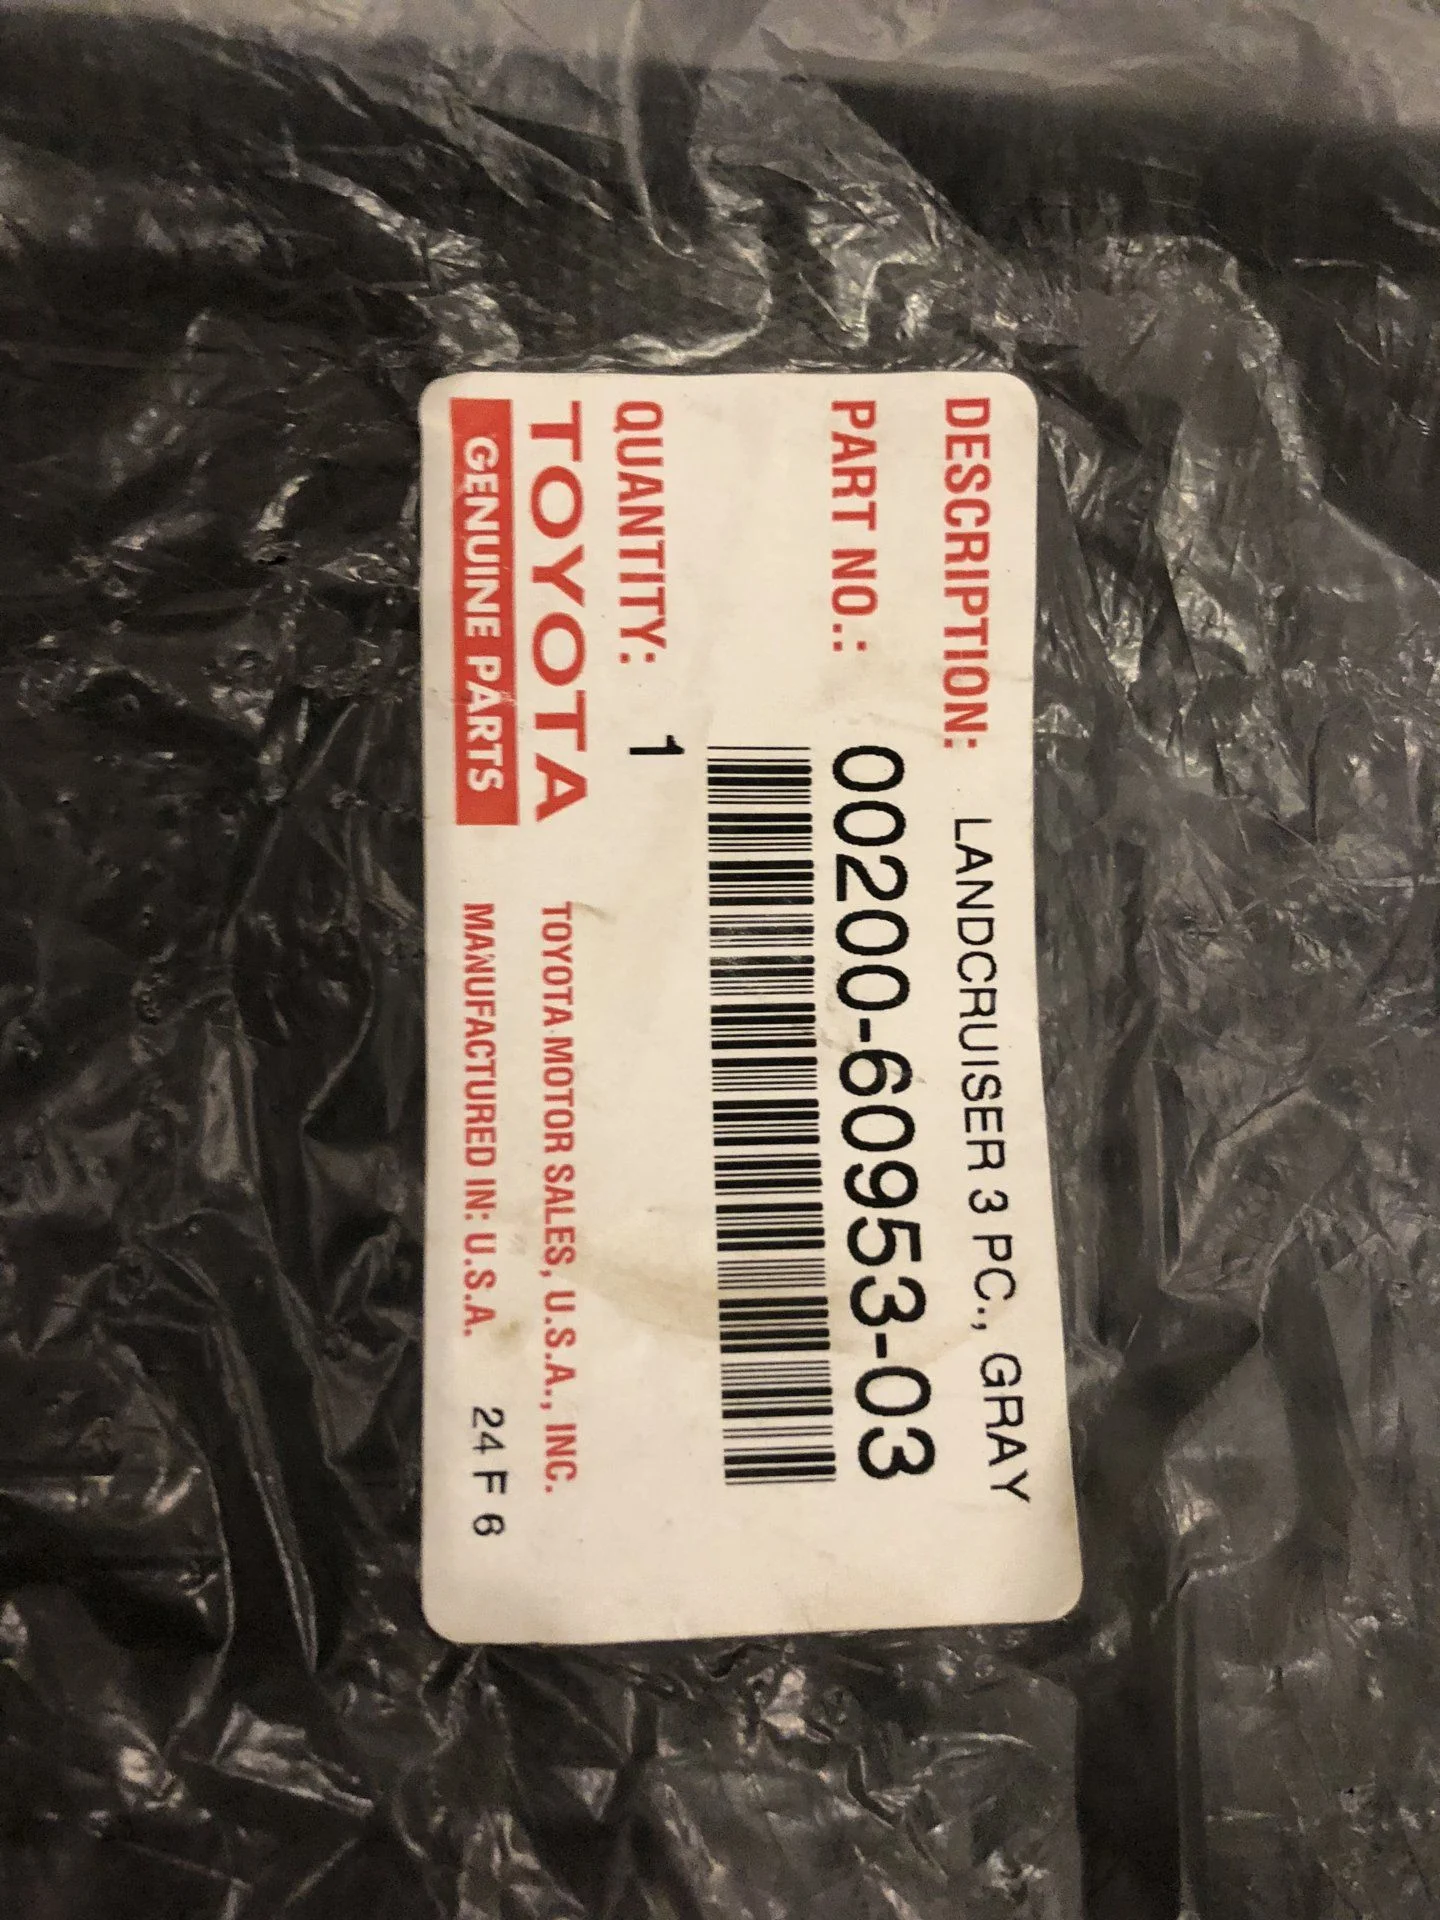 DESCRIPTION: LANDCRUISER 3 PC., GRAY
PART NO.: 00200-60953-03
QUANTITY: 1
TOYOTA
GENUINE PARTS
TOYOTA MOTOR SALES, U.S.A., INC.
MANUFACTURED IN: U.S.A. 24 F 6